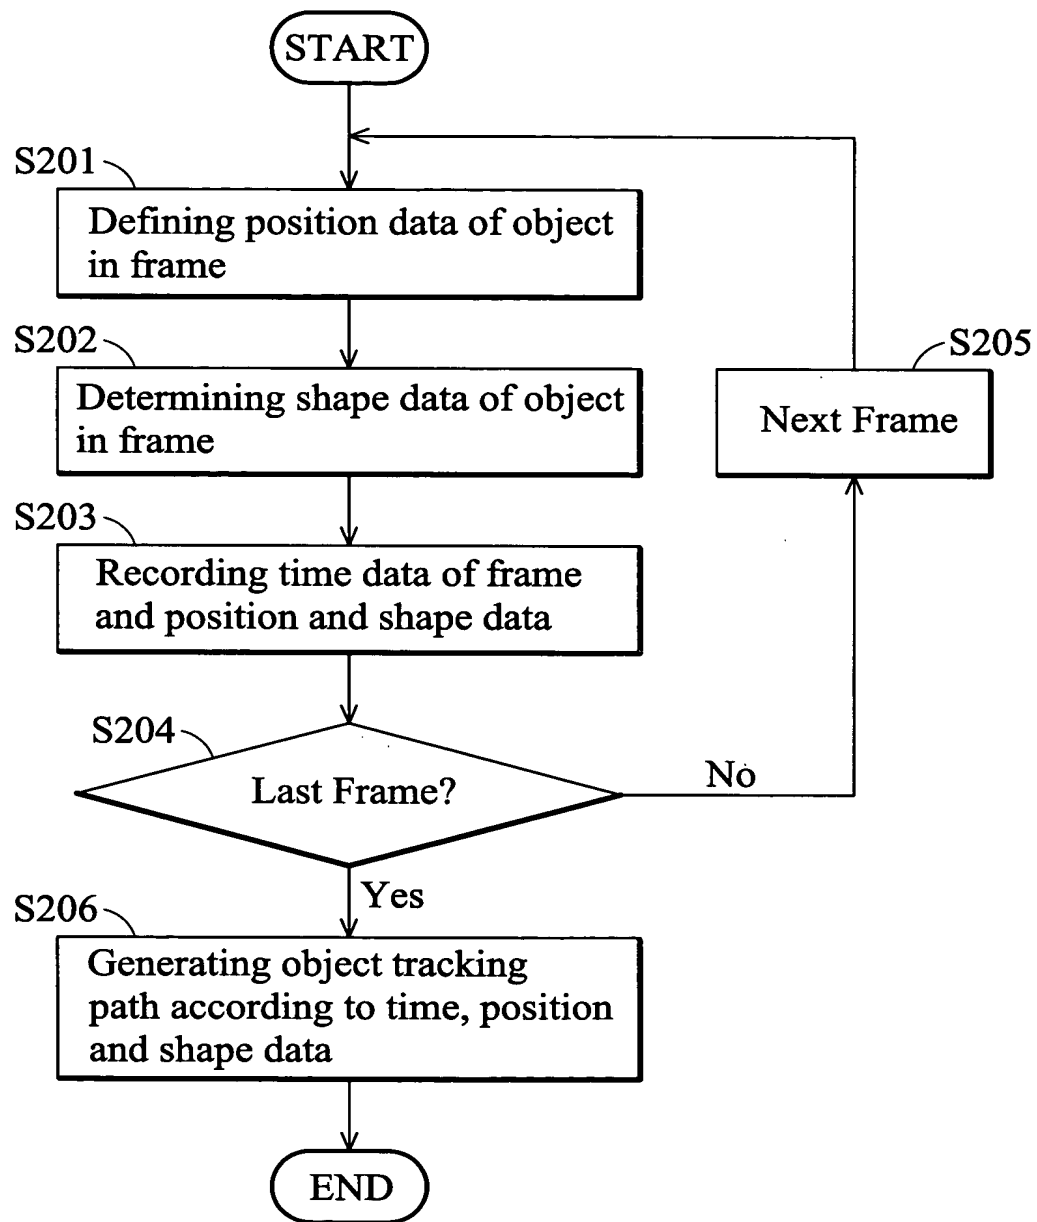 START
S201
Defining position data of object
in frame
S202
Determining shape data of object
in frame
S205
Next Frame
S203
Recording time data of frame
and position and shape data
S204
Last Frame?
No
Yes
S206
Generating object tracking
path according to time, position
and shape data
END